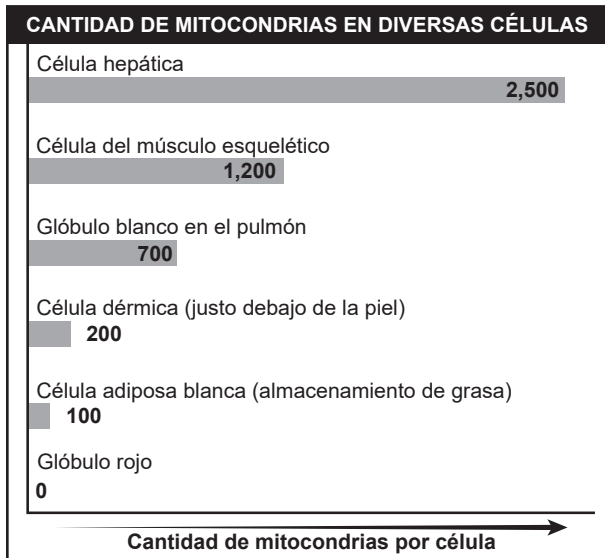 CANTIDAD DE MITOCONDRIAS EN DIVERSAS CÉLULAS
Célula hepática
2,500
Célula del músculo esquelético
1,200
Glóbulo blanco en el pulmón
700
Célula dérmica (justo debajo de la piel)
200
Célula adiposa blanca (almacenamiento de grasa)
100
Glóbulo rojo
0
Cantidad de mitocondrias por célula